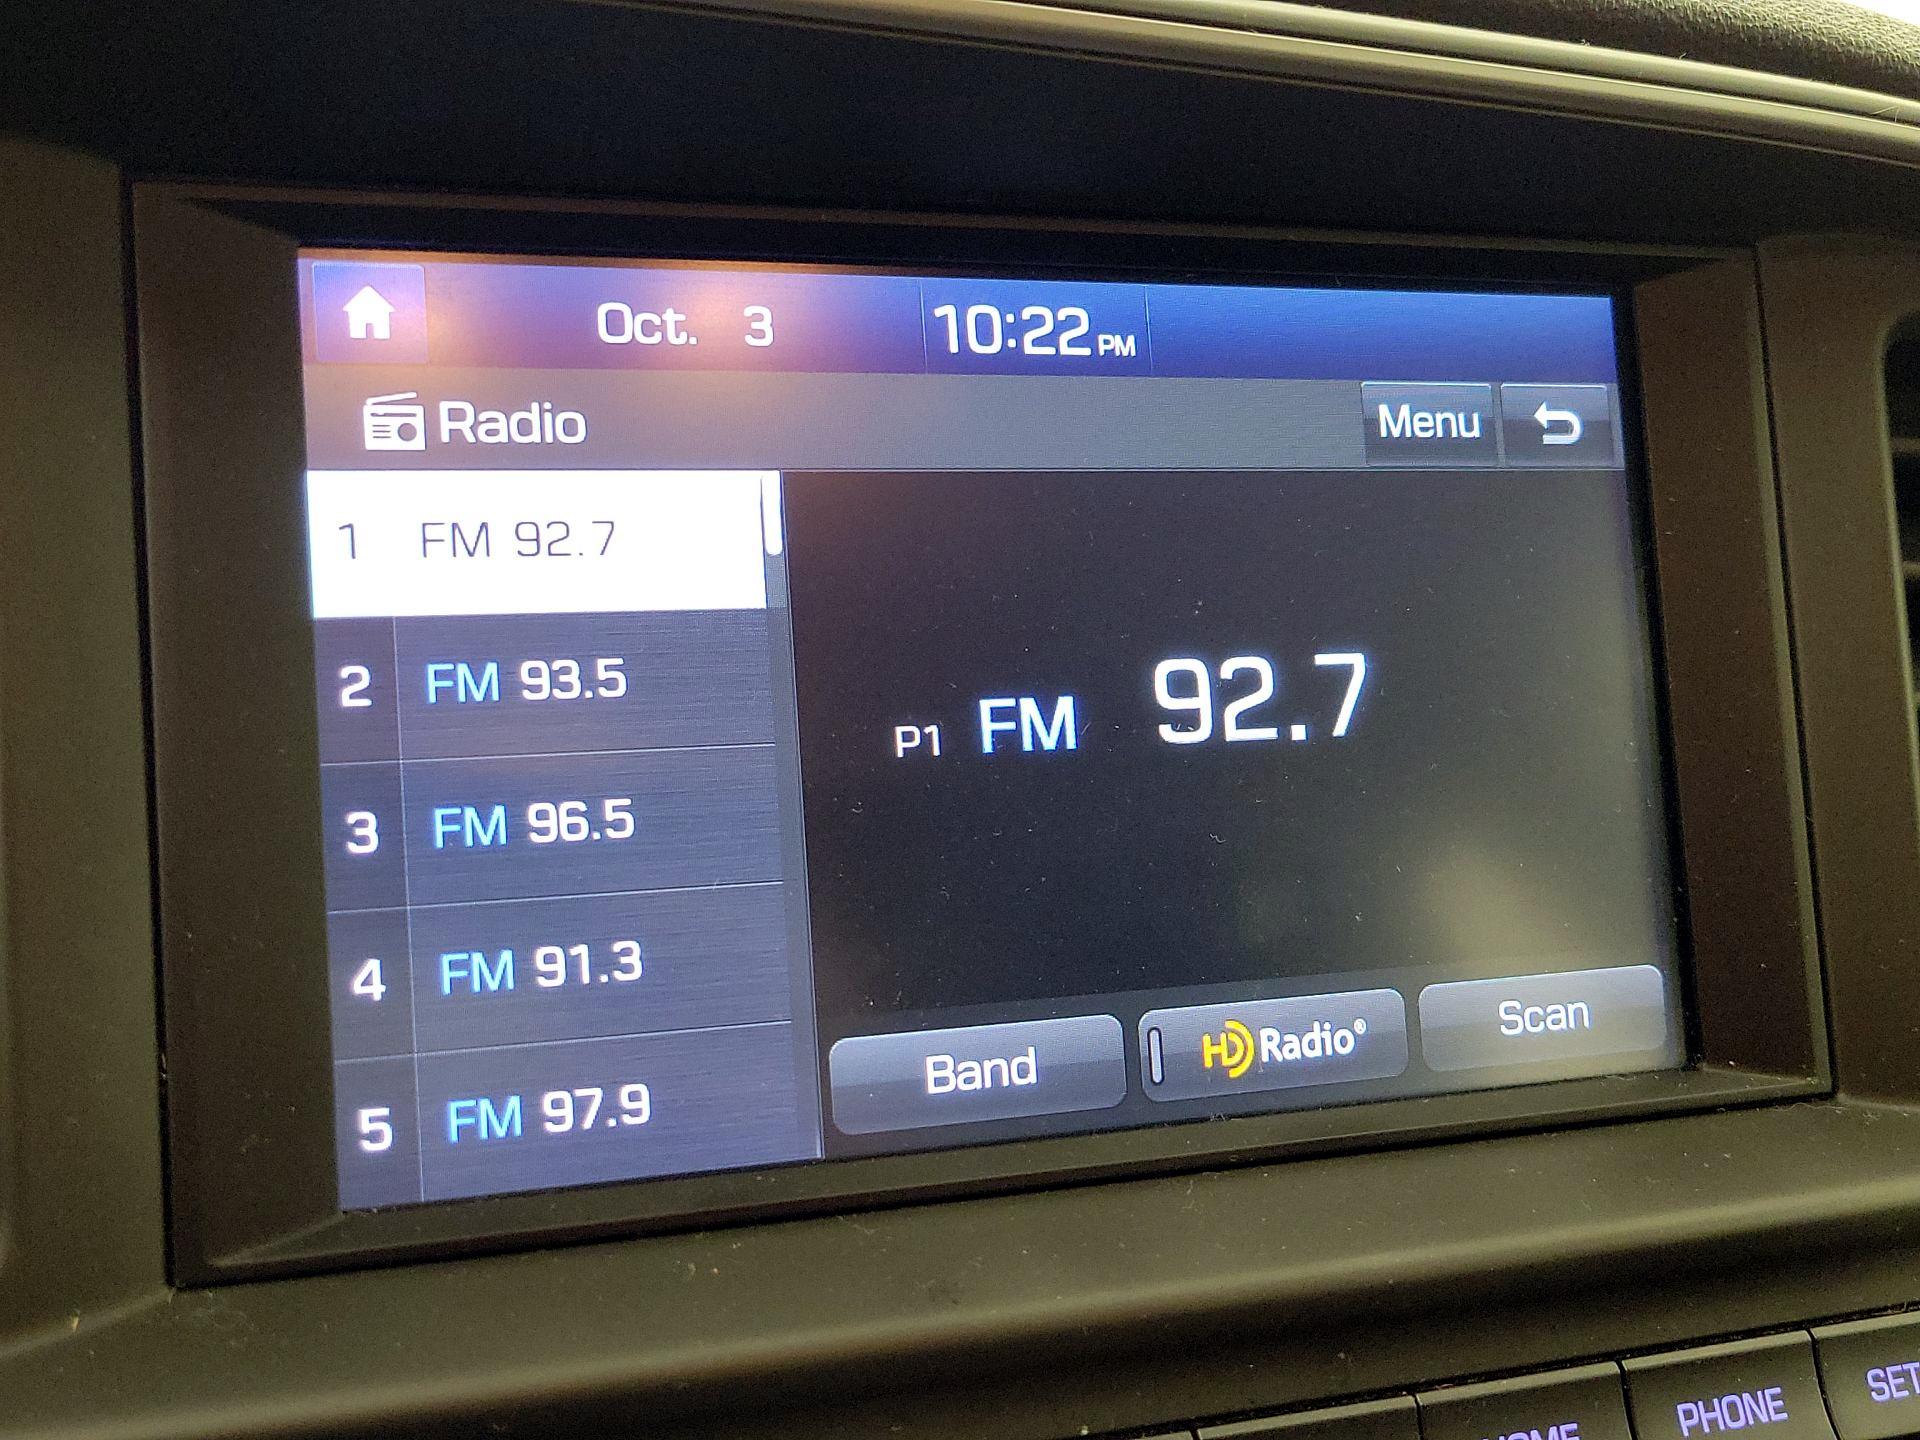 Oct. 3 10:22 PM
Radio Menu
1 FM 92.7
2 FM 93.5
3 FM 96.5
4 FM 91.3
5 FM 97.9
P1 FM 92.7
Band HD Radio® Scan
PHONE